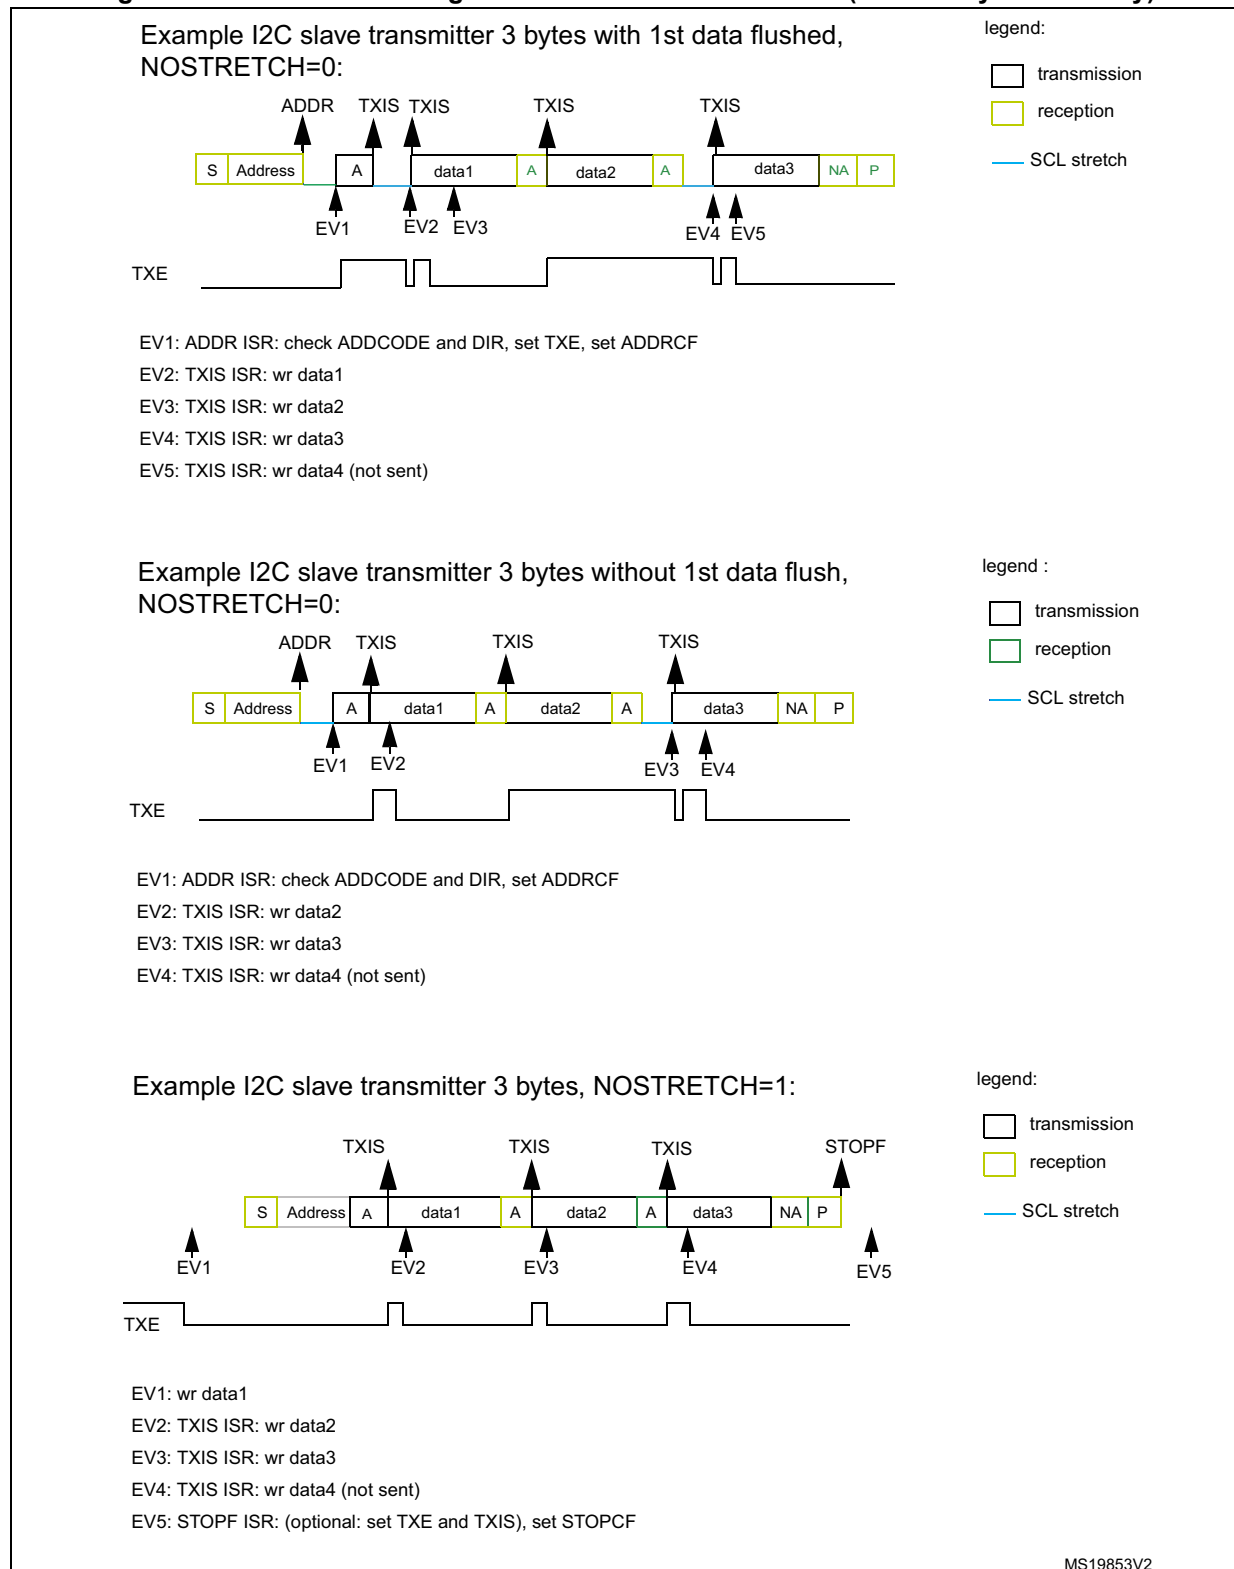 Example I2C slave transmitter 3 bytes with 1st data flushed,
NOSTRETCH=0:
legend:
transmission
reception
SCL stretch
ADDR TXIS TXIS TXIS TXIS
S Address A data1 A data2 A data3 NA P
EV1 EV2 EV3 EV4 EV5
TXE
EV1: ADDR ISR: check ADDCODE and DIR, set TXE, set ADDRCF
EV2: TXIS ISR: wr data1
EV3: TXIS ISR: wr data2
EV4: TXIS ISR: wr data3
EV5: TXIS ISR: wr data4 (not sent)
Example I2C slave transmitter 3 bytes without 1st data flush,
NOSTRETCH=0:
legend :
transmission
reception
SCL stretch
ADDR TXIS TXIS TXIS
S Address A data1 A data2 A data3 NA P
EV1 EV2 EV3 EV4
TXE
EV1: ADDR ISR: check ADDCODE and DIR, set ADDRCF
EV2: TXIS ISR: wr data2
EV3: TXIS ISR: wr data3
EV4: TXIS ISR: wr data4 (not sent)
Example I2C slave transmitter 3 bytes, NOSTRETCH=1:
legend:
transmission
reception
SCL stretch
TXIS TXIS TXIS STOPF
S Address A data1 A data2 A data3 NA P
EV1 EV2 EV3 EV4 EV5
TXE
EV1: wr data1
EV2: TXIS ISR: wr data2
EV3: TXIS ISR: wr data3
EV4: TXIS ISR: wr data4 (not sent)
EV5: STOPF ISR: (optional: set TXE and TXIS), set STOPCF
MS19853V2